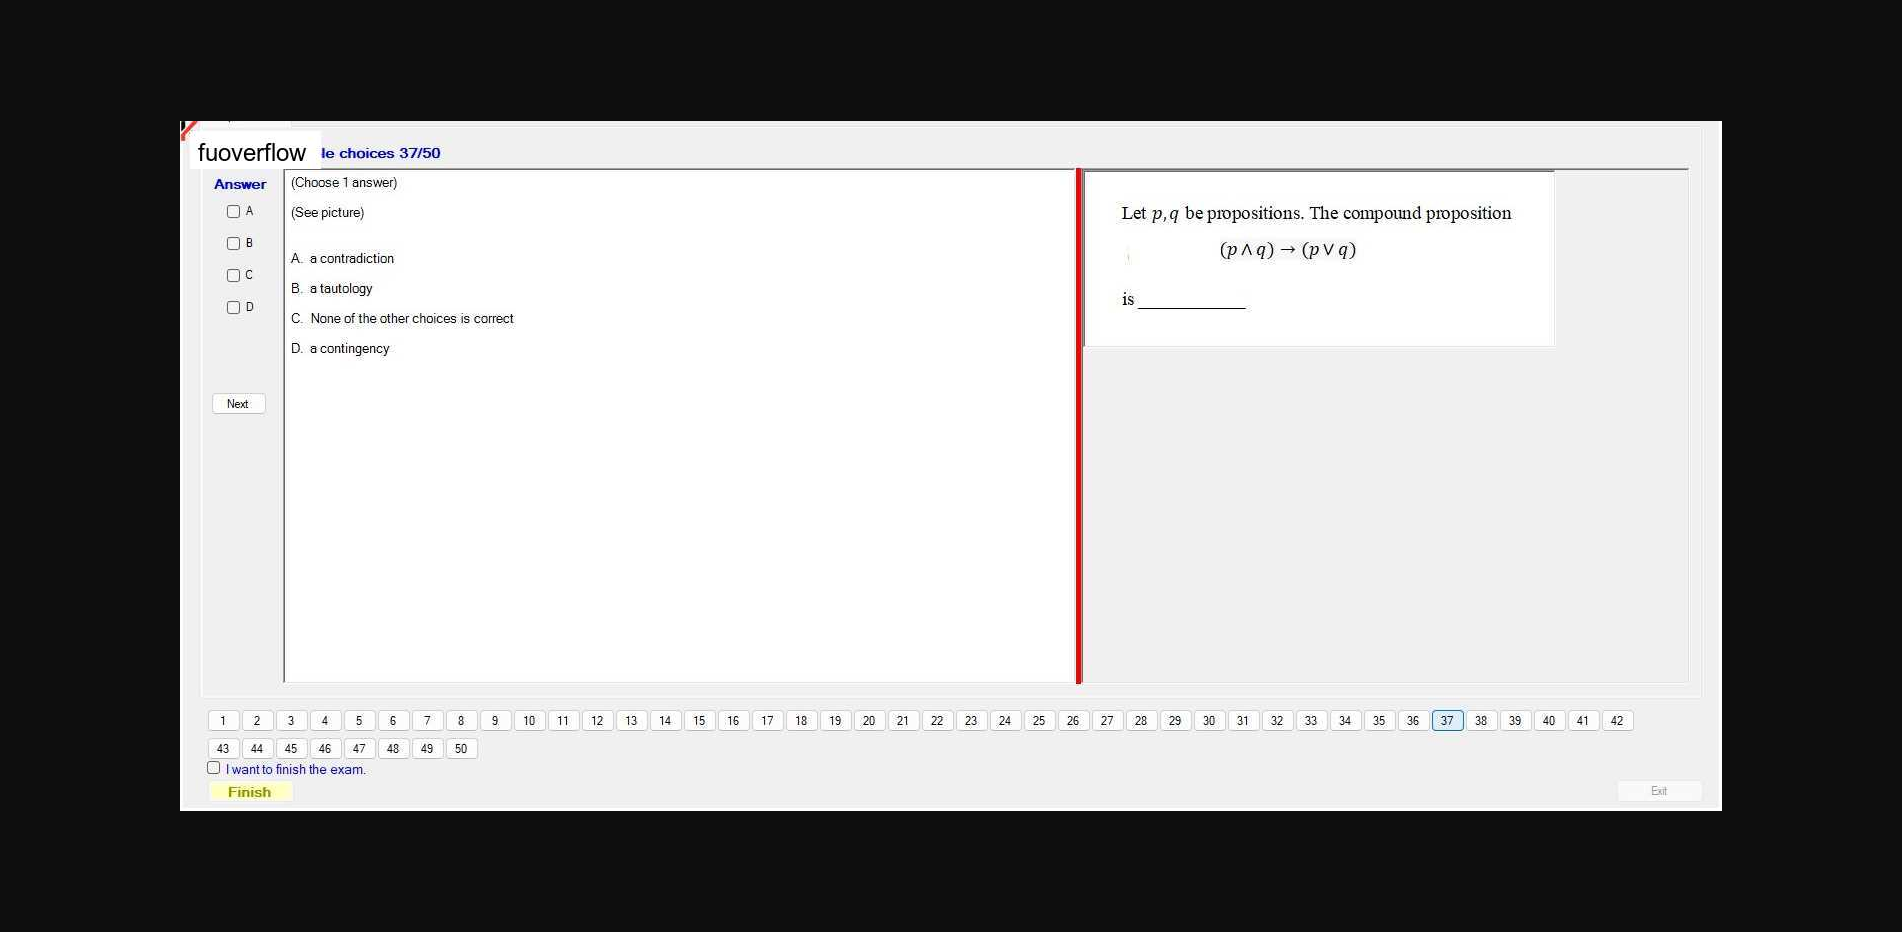 fuoverflow
le choices 37/50
Answer
A
B
C
D
Next
(Choose 1 answer)
(See picture)
A. a contradiction
B. a tautology
C. None of the other choices is correct
D. a contingency
Let p, q be propositions. The compound proposition
(p ∧ q) → (p ∨ q)
is ____________
1 2 3 4 5 6 7 8 9 10 11 12 13 14 15 16 17 18 19 20 21 22 23 24 25 26 27 28 29 30 31 32 33 34 35 36 37 38 39 40 41 42
43 44 45 46 47 48 49 50
I want to finish the exam.
Finish
Exit